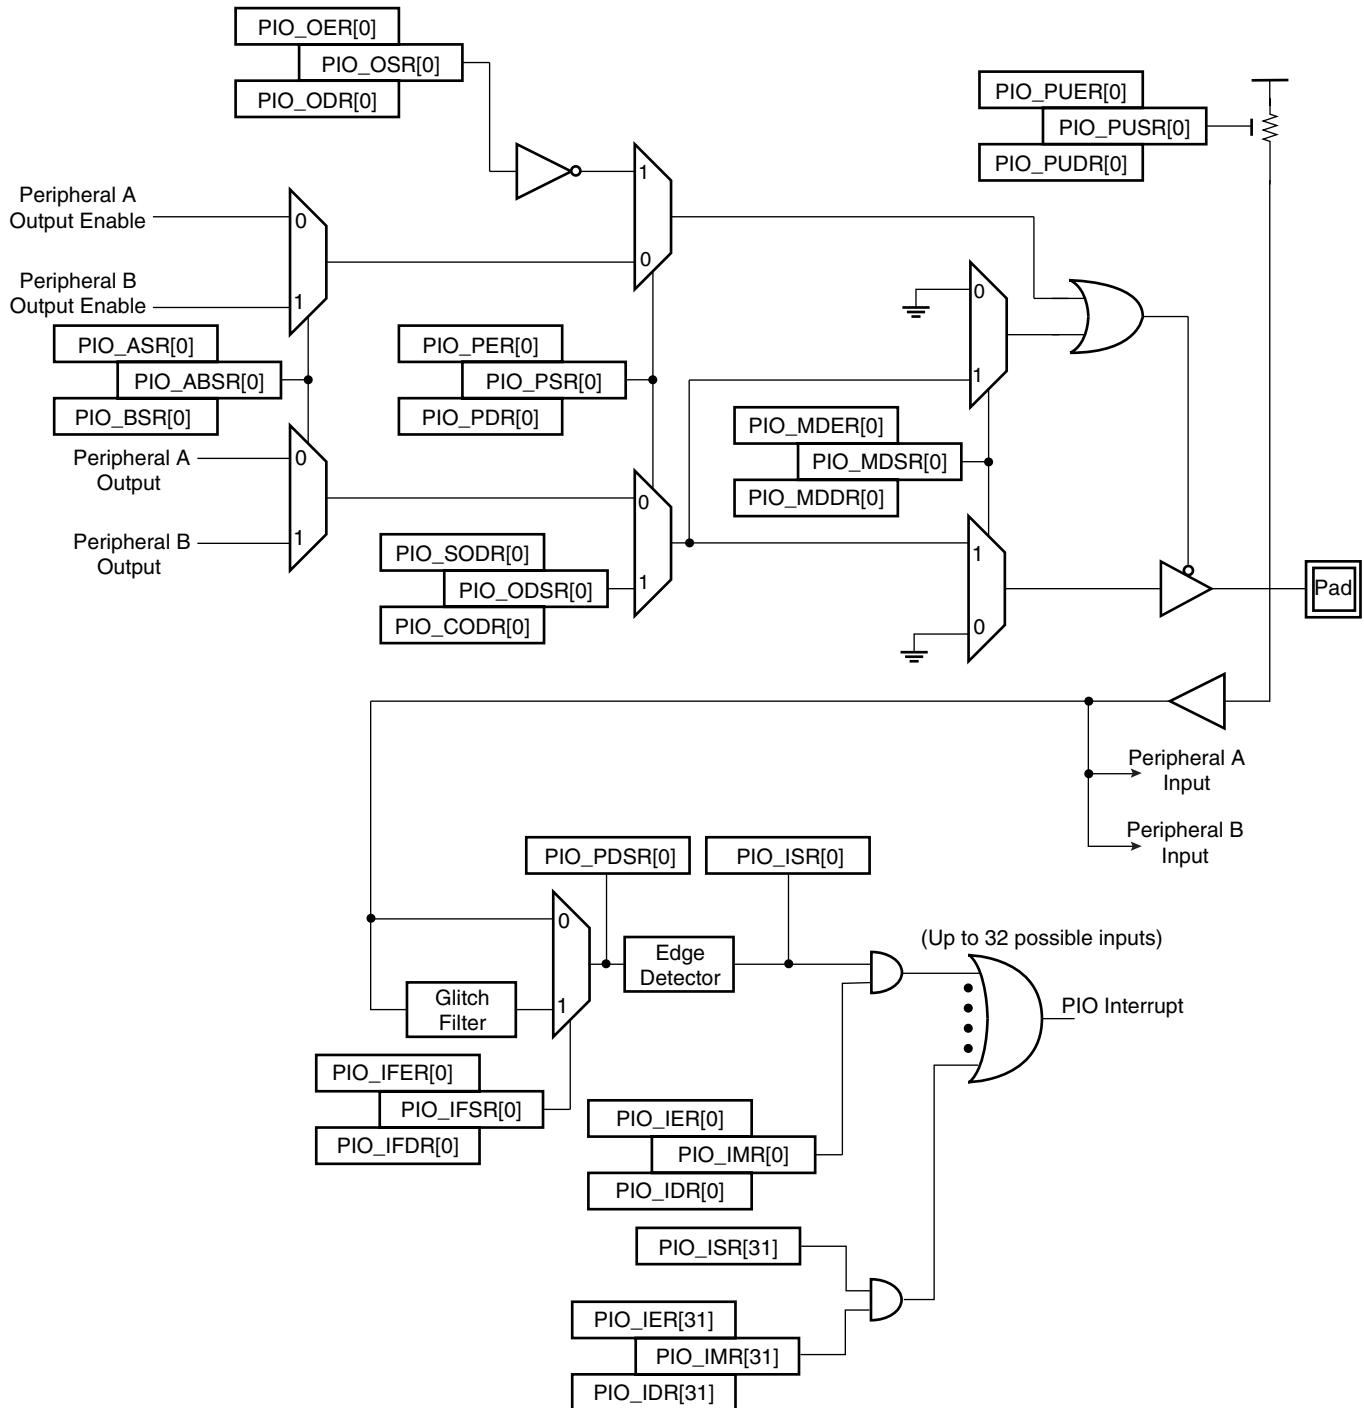 PIO_OER[0]
PIO_OSR[0]
PIO_ODR[0]
PIO_PUER[0]
PIO_PUSR[0]
PIO_PUDR[0]
1
0
Peripheral A
Output Enable
0
Peripheral B
Output Enable
1
0
1
PIO_ASR[0]
PIO_ABSR[0]
PIO_BSR[0]
PIO_PER[0]
PIO_PSR[0]
PIO_PDR[0]
PIO_MDER[0]
PIO_MDSR[0]
PIO_MDDR[0]
Peripheral A
Output
0
Peripheral B
Output
1
0
1
PIO_SODR[0]
PIO_ODSR[0]
PIO_CODR[0]
1
0
Pad
Peripheral A
Input
Peripheral B
Input
PIO_PDSR[0]
PIO_ISR[0]
0
1
Glitch
Filter
Edge
Detector
(Up to 32 possible inputs)
PIO Interrupt
PIO_IFER[0]
PIO_IFSR[0]
PIO_IFDR[0]
PIO_IER[0]
PIO_IMR[0]
PIO_IDR[0]
PIO_ISR[31]
PIO_IER[31]
PIO_IMR[31]
PIO_IDR[31]